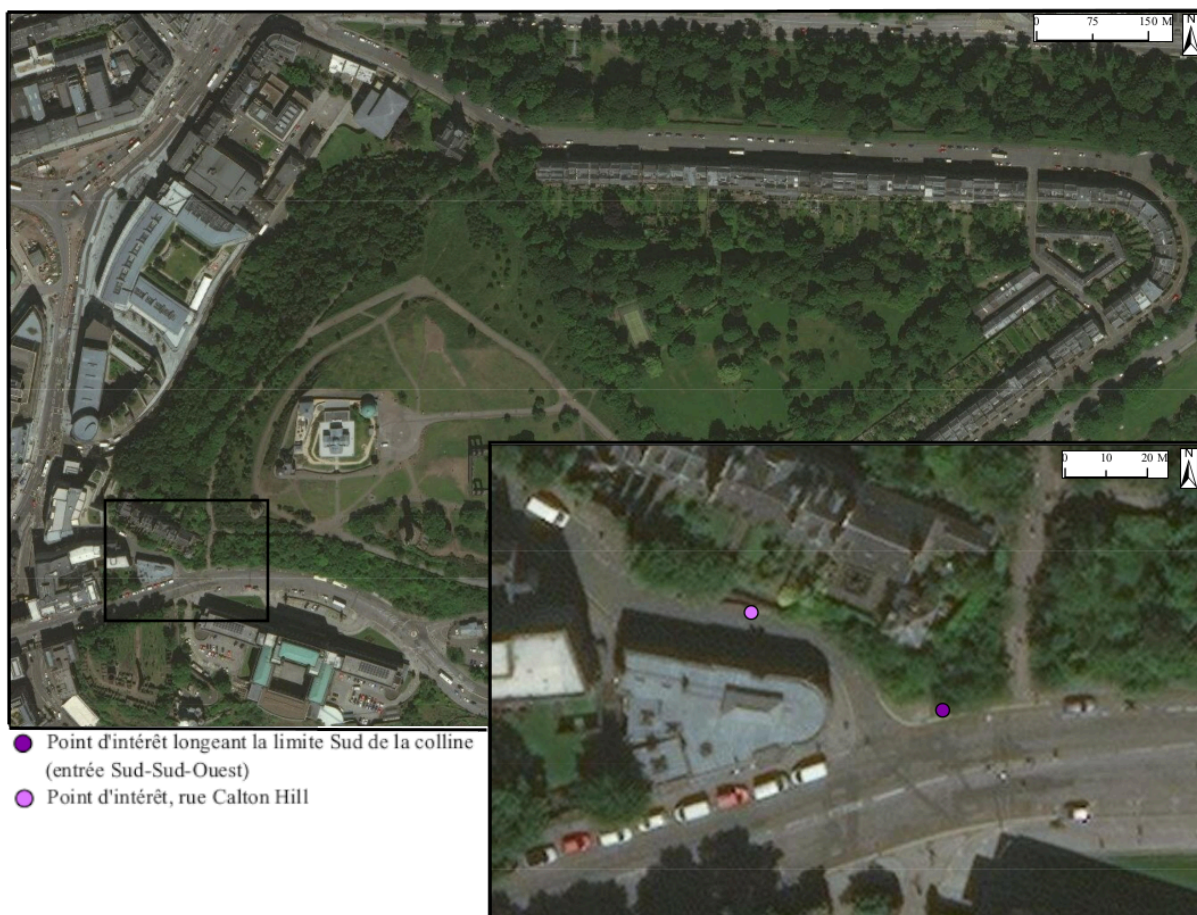 0 75 150 M
N
0 10 20 M
N
Point d'intérêt longeant la limite Sud de la colline
(entrée Sud-Sud-Ouest)
Point d'intérêt, rue Calton Hill